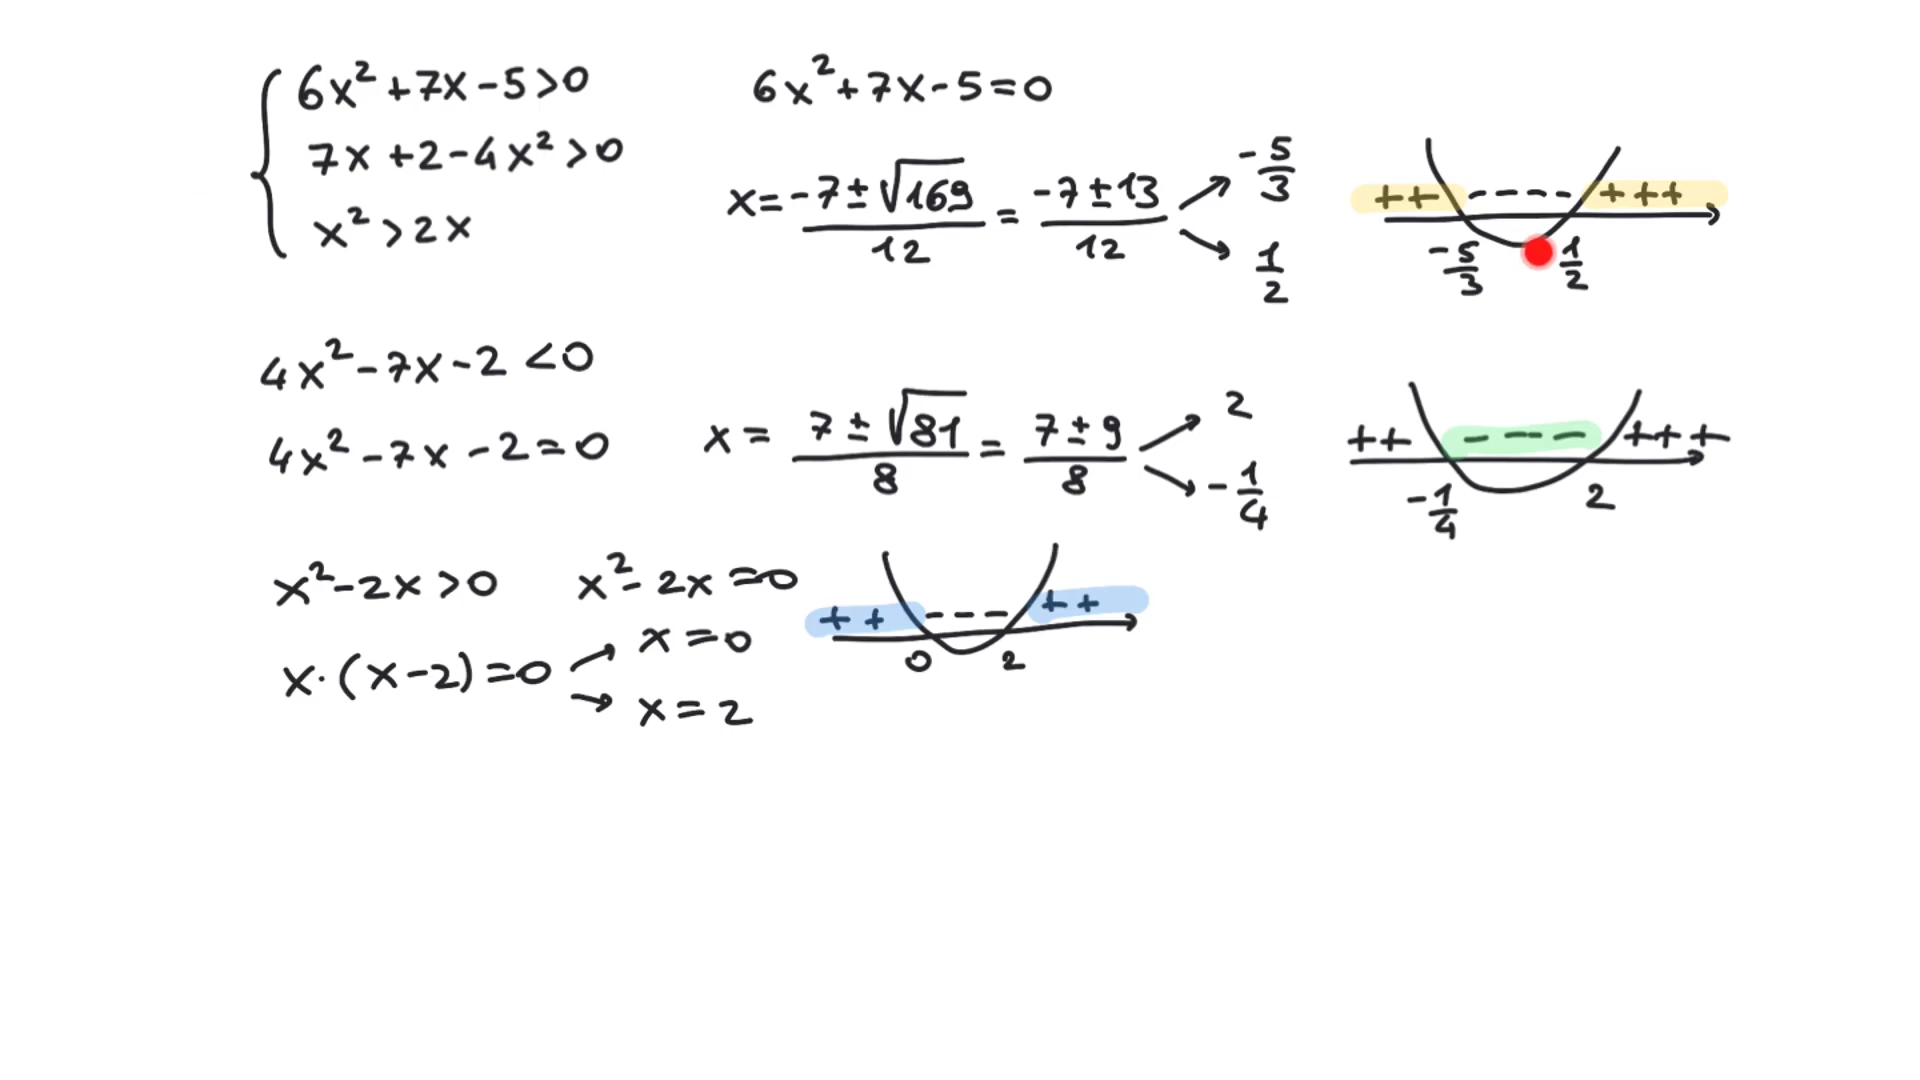 { 6x² + 7x - 5 > 0
7x + 2 - 4x² > 0
x² > 2x
6x² + 7x - 5 = 0
x = (-7 ± √169)/12 = (-7 ± 13)/12 ↗ -5/3 ↘ 1/2
++ ---- +++
-5/3 1/2
4x² - 7x - 2 < 0
4x² - 7x - 2 = 0
x = (7 ± √81)/8 = (7 ± 9)/8 ↗ 2 ↘ -1/4
++ ---- +++
-1/4 2
x² - 2x > 0
x · (x - 2) = 0
x² - 2x = 0
x = 0
x = 2
++ --- ++
0 2